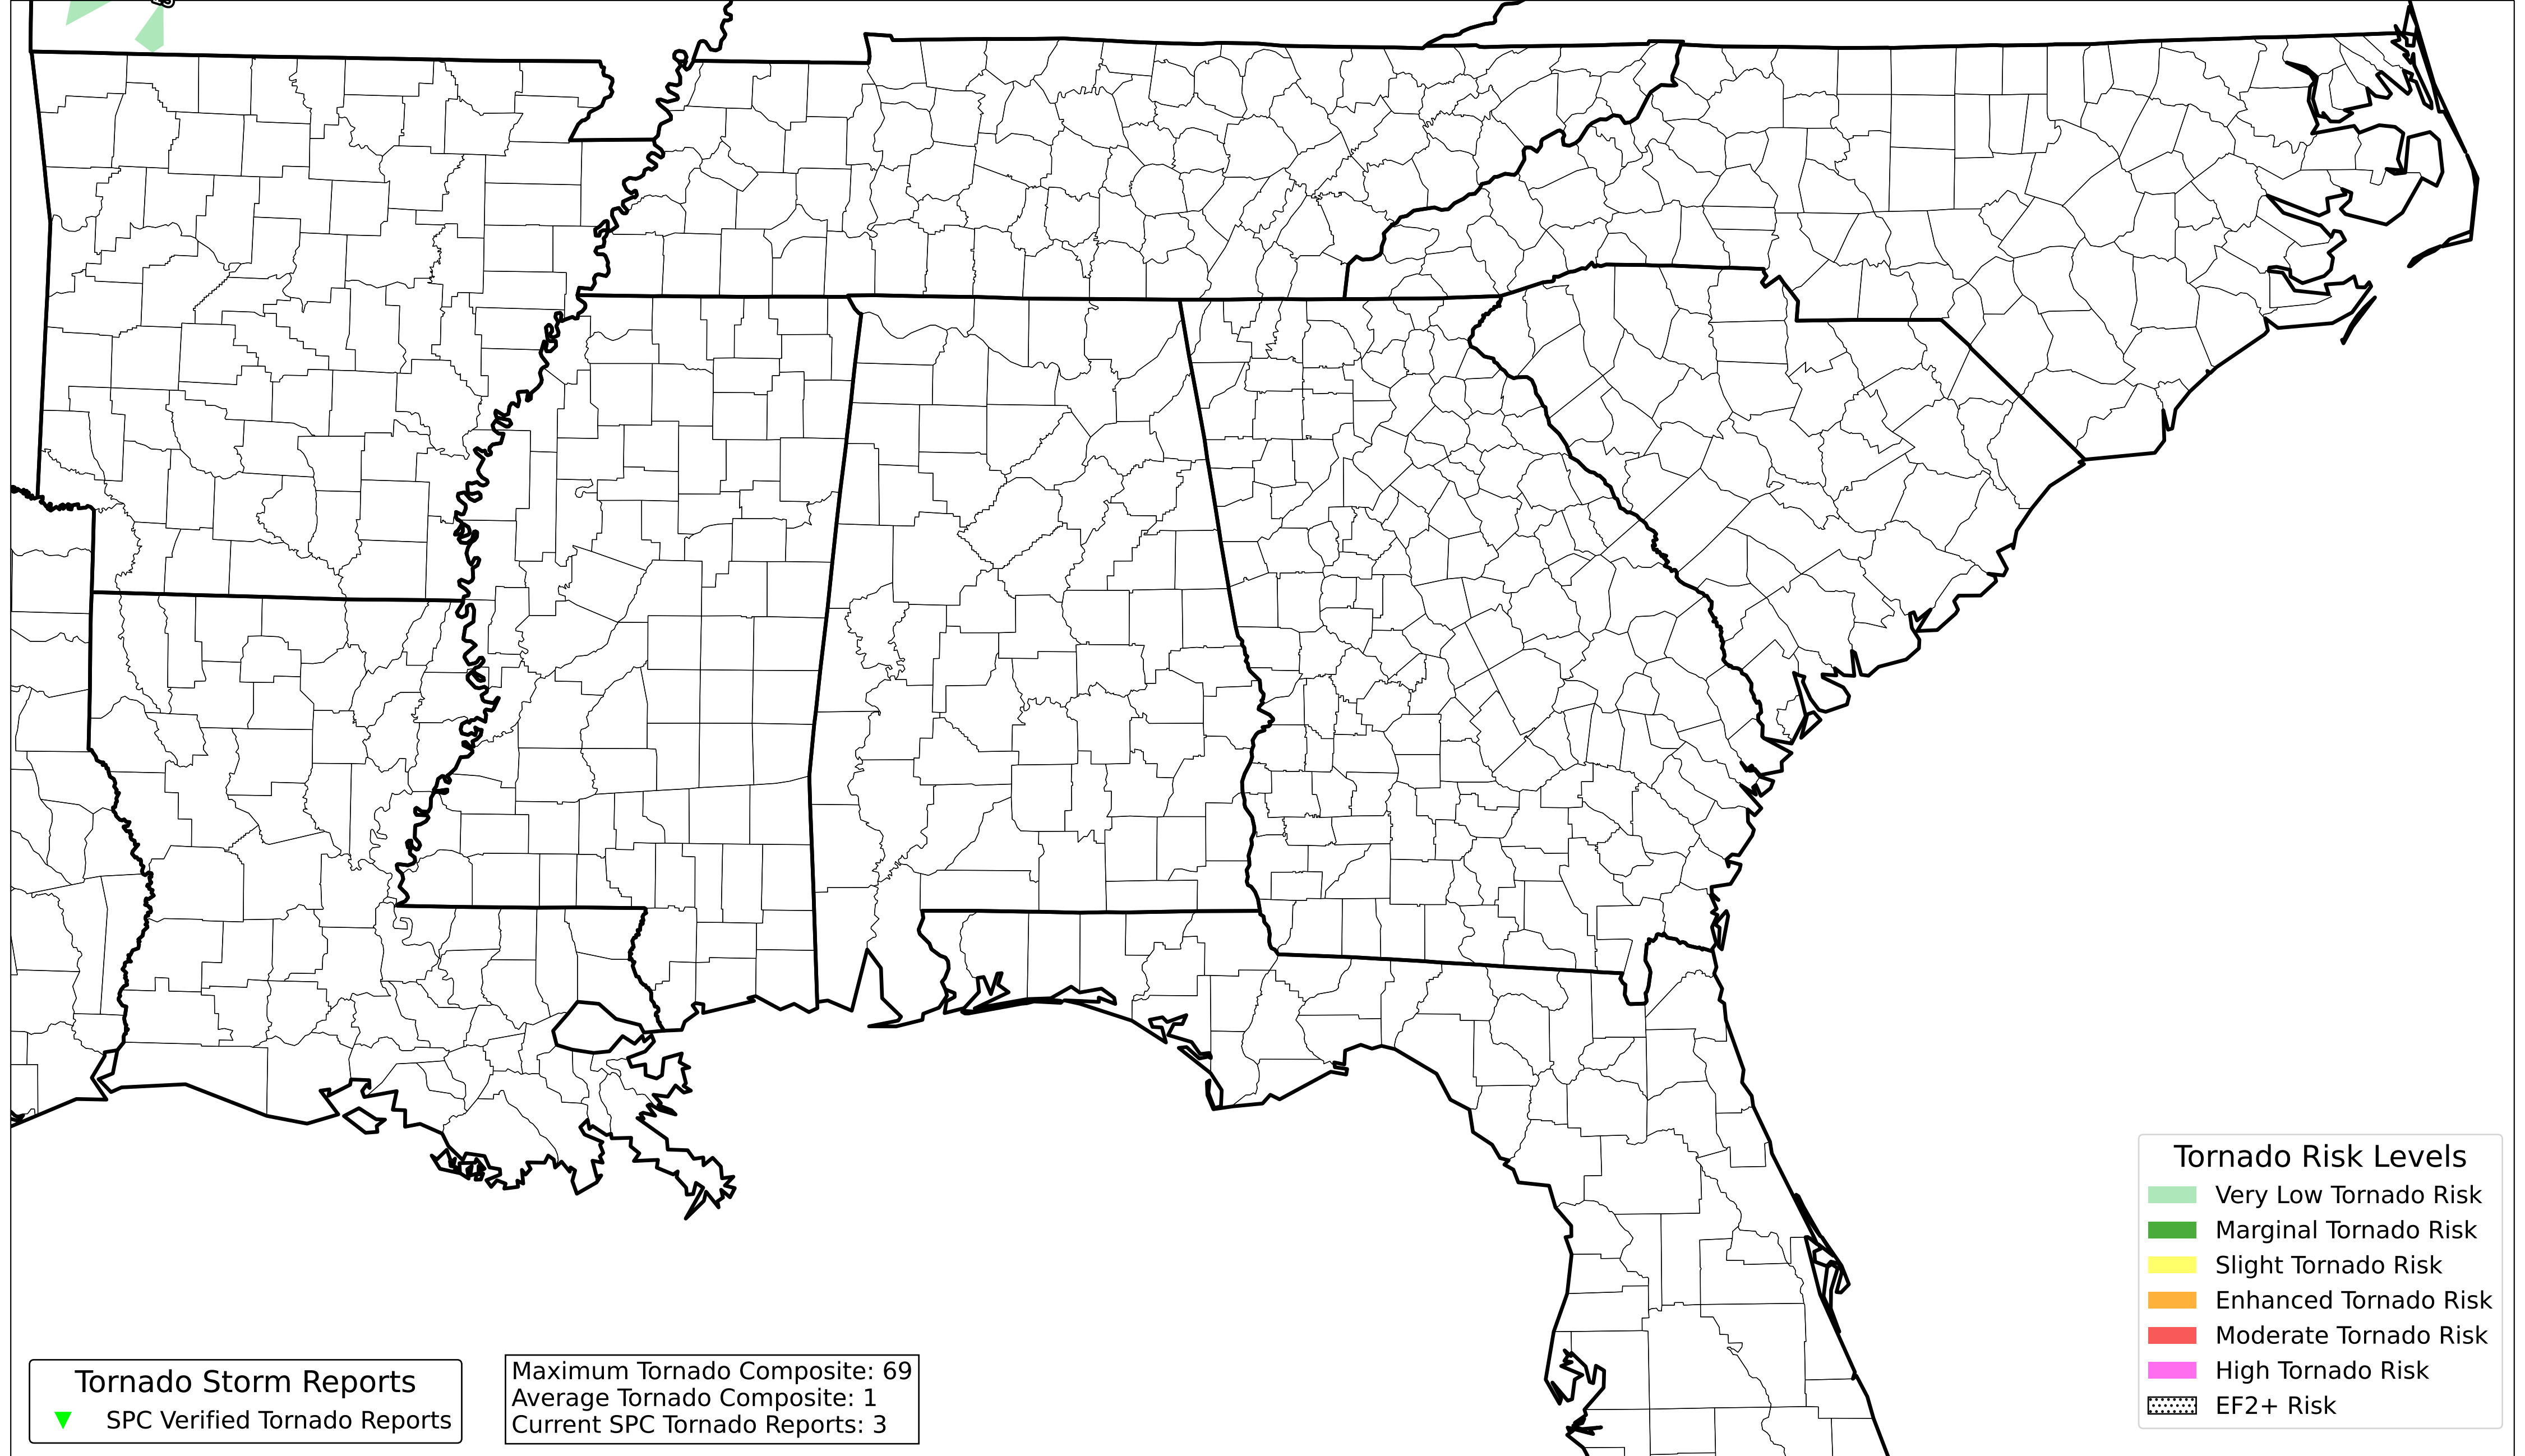 Tornado Risk Levels
Very Low Tornado Risk
Marginal Tornado Risk
Slight Tornado Risk
Enhanced Tornado Risk
Moderate Tornado Risk
High Tornado Risk
EF2+ Risk
Tornado Storm Reports
SPC Verified Tornado Reports
Maximum Tornado Composite: 69
Average Tornado Composite: 1
Current SPC Tornado Reports: 3